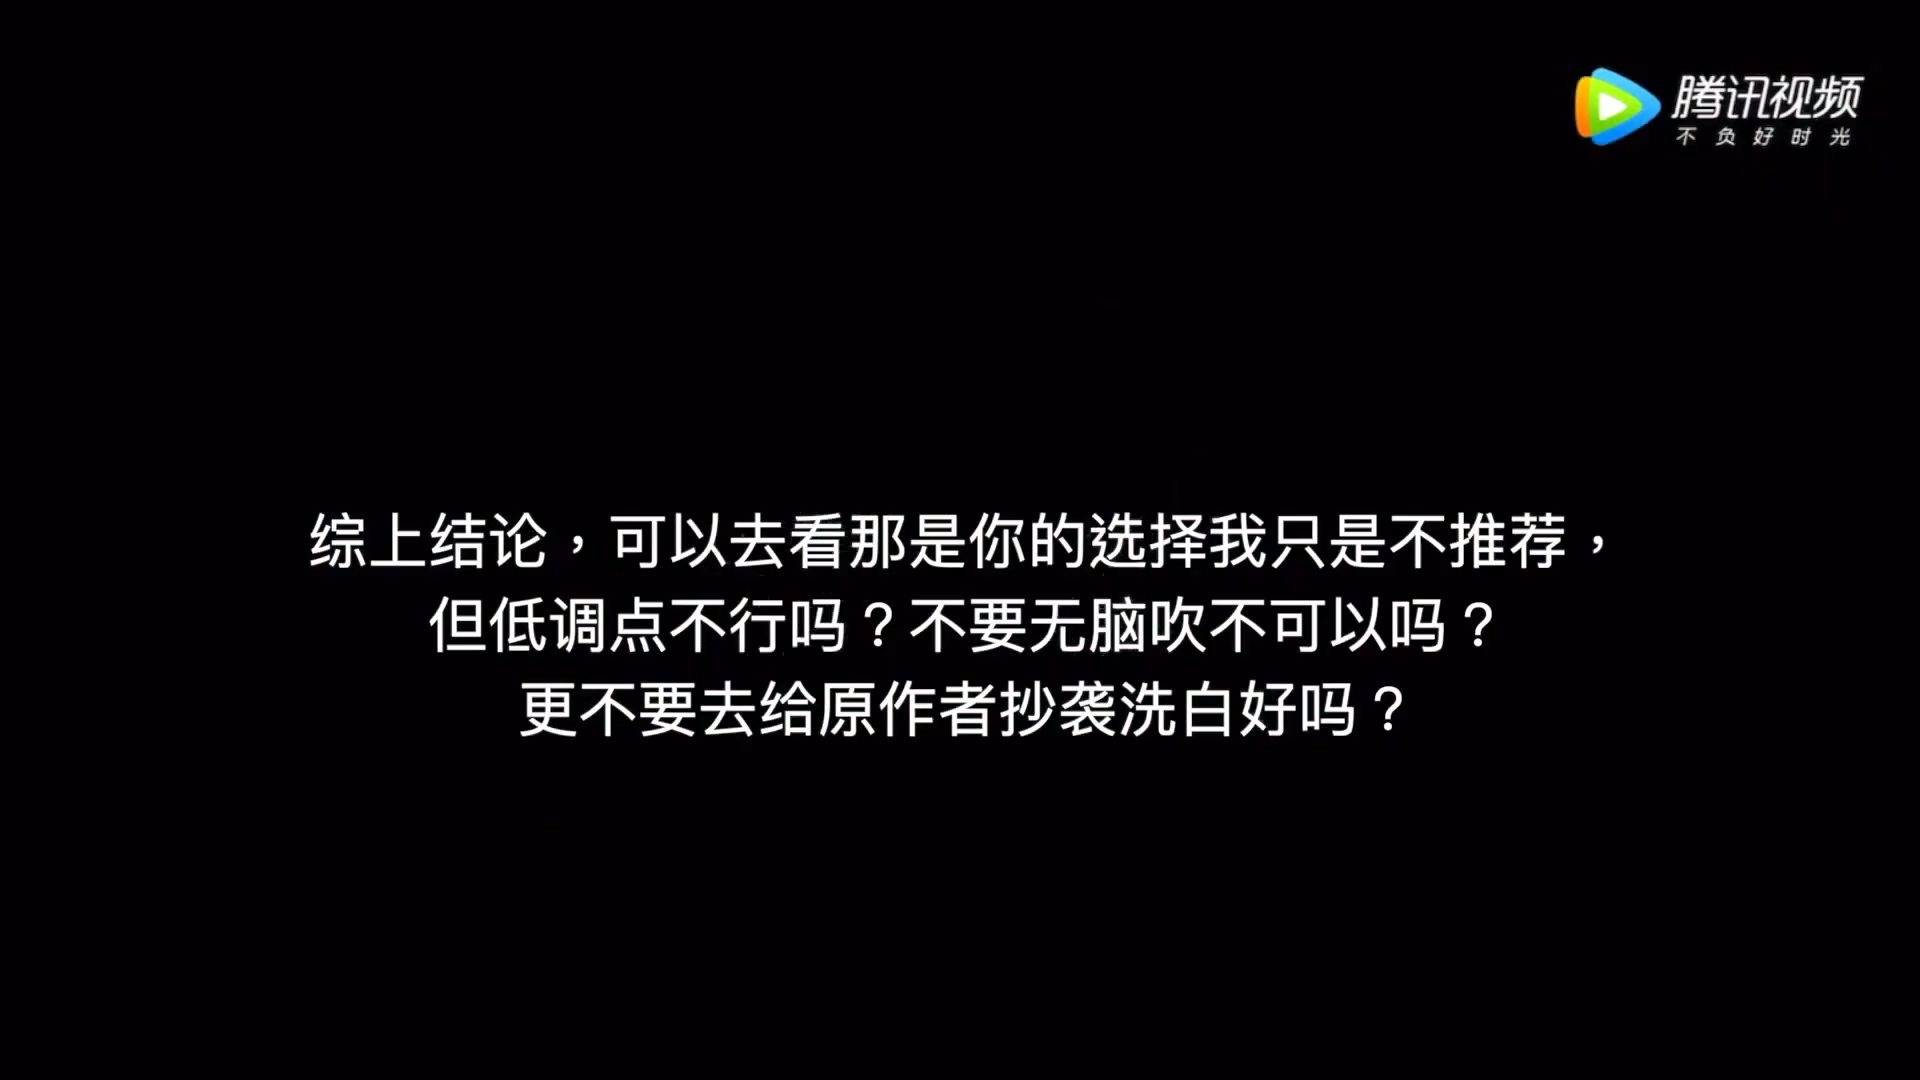 腾讯视频
不负好时光
综上结论，可以去看那是你的选择我只是不推荐，
但低调点不行吗？不要无脑吹不可以吗？
更不要去给原作者抄袭洗白好吗？